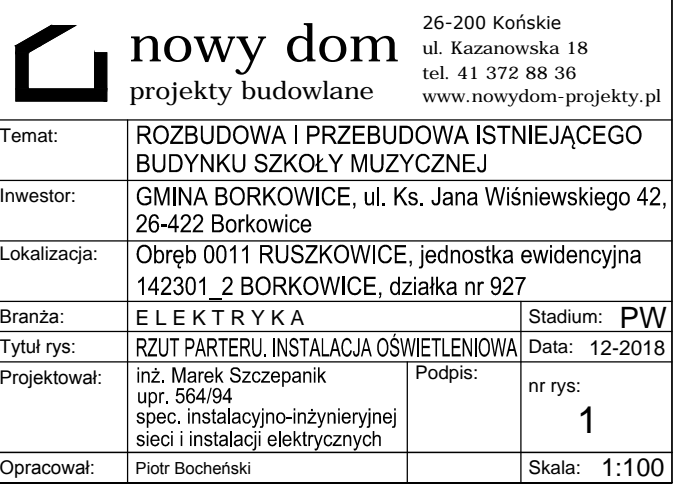 nowy dom
projekty budowlane
26-200 Końskie
ul. Kazanowska 18
tel. 41 372 88 36
www.nowydom-projekty.pl
Temat:
ROZBUDOWA I PRZEBUDOWA ISTNIEJĄCEGO
BUDYNKU SZKOŁY MUZYCZNEJ
Inwestor:
GMINA BORKOWICE, ul. Ks. Jana Wiśniewskiego 42,
26-422 Borkowice
Lokalizacja:
Obręb 0011 RUSZKOWICE, jednostka ewidencyjna
142301_2 BORKOWICE, działka nr 927
Branża:
E L E K T R Y K A
Stadium: PW
Tytuł rys:
RZUT PARTERU. INSTALACJA OŚWIETLENIOWA
Data: 12-2018
Projektował:
inż. Marek Szczepanik
upr. 564/94
spec. instalacyjno-inżynieryjnej
sieci i instalacji elektrycznych
Podpis:
nr rys:
1
Opracował:
Piotr Bocheński
Skala: 1:100